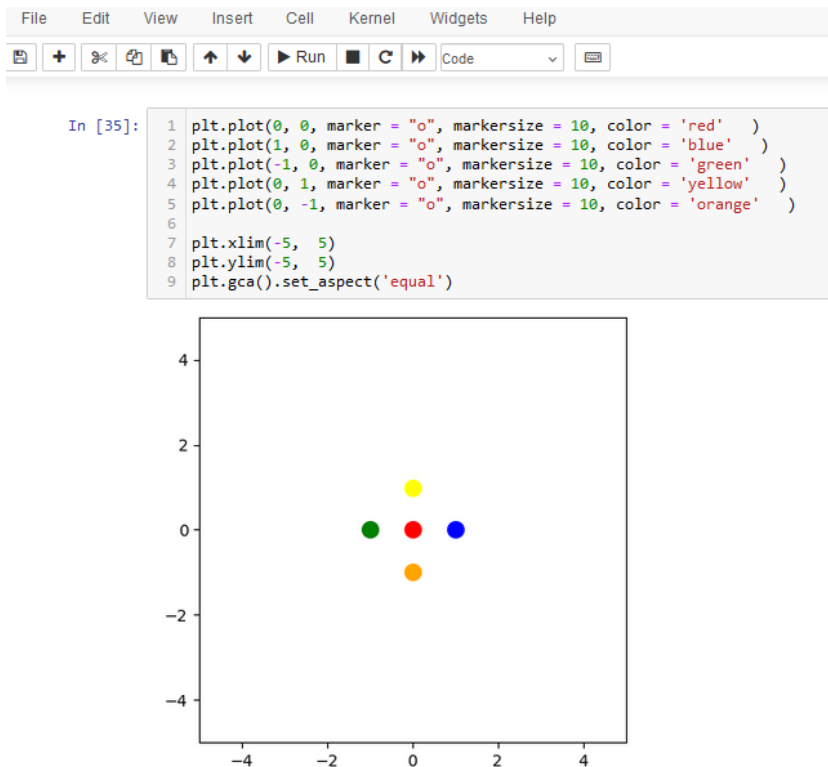 File Edit View Insert Cell Kernel Widgets Help
Run Code
In [35]:
1 plt.plot(0, 0, marker = "o", markersize = 10, color = 'red'   )
2 plt.plot(1, 0, marker = "o", markersize = 10, color = 'blue'   )
3 plt.plot(-1, 0, marker = "o", markersize = 10, color = 'green'   )
4 plt.plot(0, 1, marker = "o", markersize = 10, color = 'yellow'   )
5 plt.plot(0, -1, marker = "o", markersize = 10, color = 'orange'   )
6
7 plt.xlim(-5,  5)
8 plt.ylim(-5,  5)
9 plt.gca().set_aspect('equal')
4
2
0
−2
−4
−4 −2 0 2 4